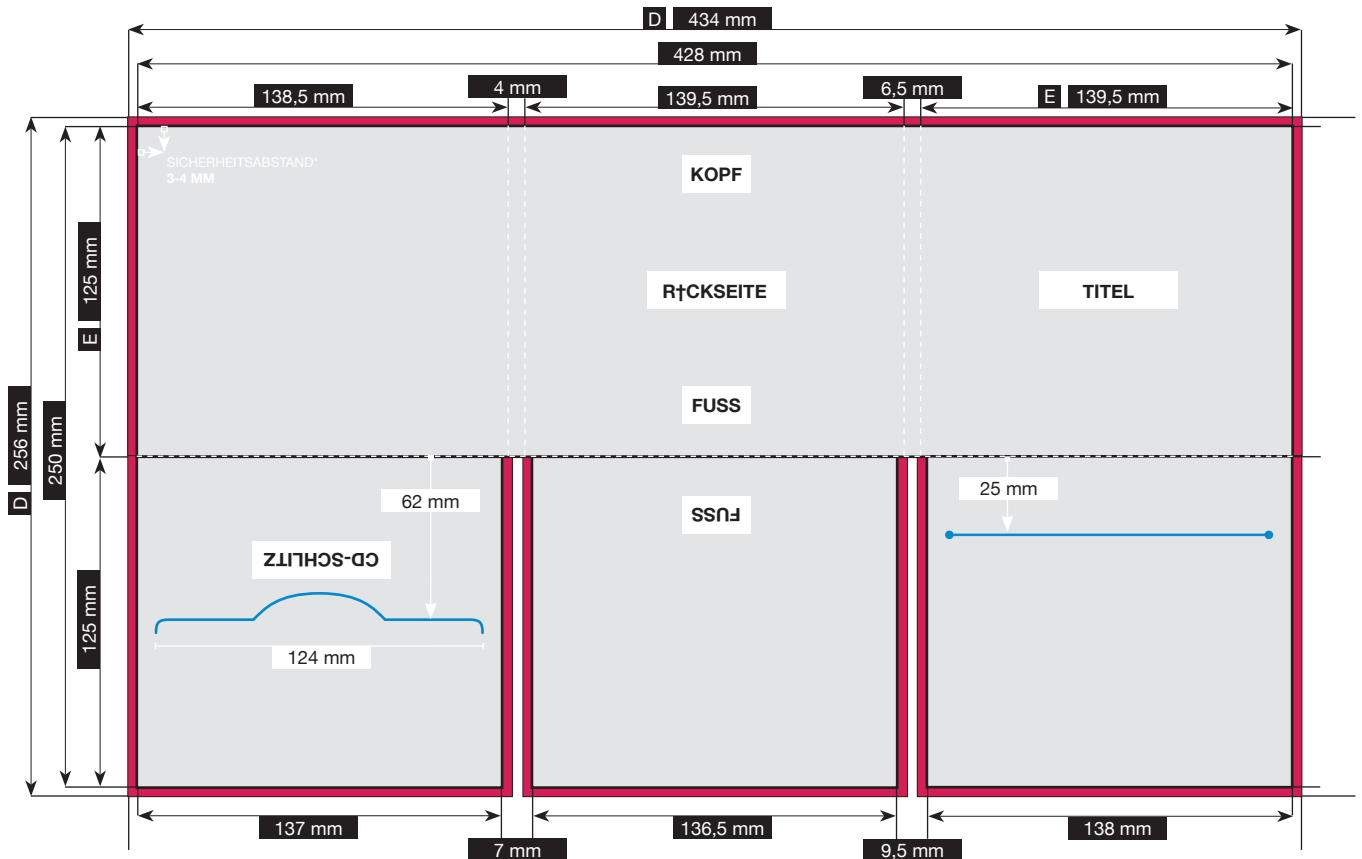 D 434 mm
428 mm
138,5 mm
4 mm
139,5 mm
6,5 mm
E 139,5 mm
SICHERHEITSABSTAND*
3-4 MM
KOPF
R†CKSEITE
TITEL
FUSS
125 mm
E
D 256 mm
250 mm
125 mm
62 mm
25 mm
FUSS
CD-SCHLITZ
124 mm
137 mm
7 mm
136,5 mm
9,5 mm
138 mm